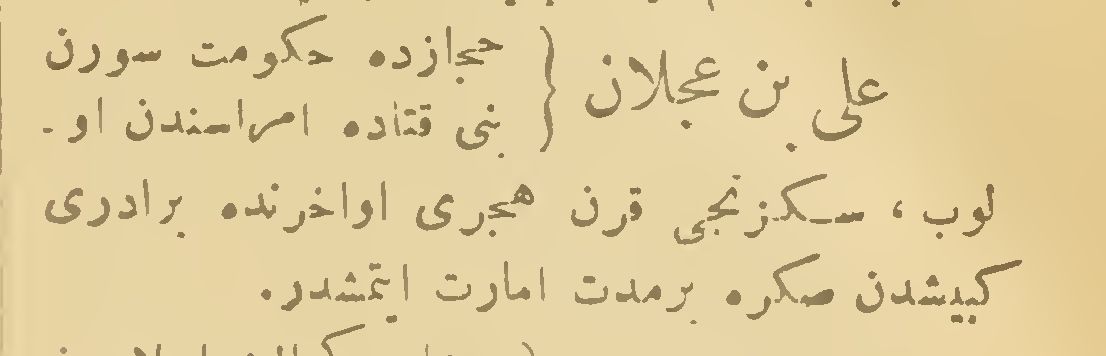 علی بن عجلان { حجازده حکومت سورن
بنی قتاده امراسندن او-
لوب، سکزنجی قرن هجری اواخرنده برادری
کبیشدن صکره برمدت امارت ایتمشدر.